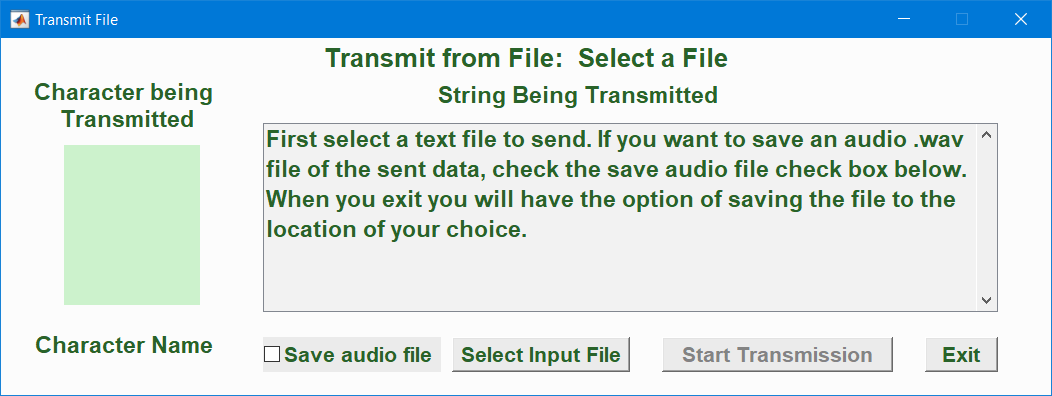 Transmit File
Transmit from File:  Select a File
Character being
Transmitted
String Being Transmitted
First select a text file to send. If you want to save an audio .wav
file of the sent data, check the save audio file check box below.
When you exit you will have the option of saving the file to the
location of your choice.
Character Name
Save audio file
Select Input File
Start Transmission
Exit